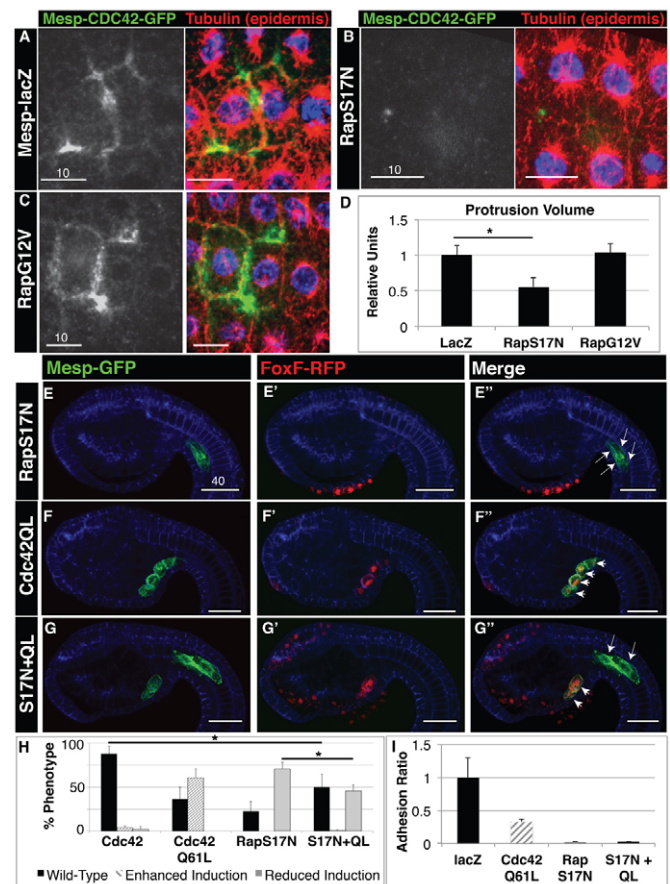 Mesp-CDC42-GFP Tubulin (epidermis)
Mesp-CDC42-GFP Tubulin (epidermis)
A
Mesp-lacZ
10
B
RapS17N
10
C
RapG12V
10
D
Protrusion Volume
Relative Units
1.5
1
0.5
0
*
LacZ RapS17N RapG12V
Mesp-GFP FoxF-RFP Merge
RapS17N
E
40
E'
E"
Cdc42QL
F
F'
F"
S17N+QL
G
G'
G"
H
% Phenotype
100
50
0
*
*
Cdc42 Cdc42 Q61L RapS17N S17N+QL
Wild-Type Enhanced Induction Reduced Induction
I
Adhesion Ratio
1.5
1
0.5
0
lacZ Cdc42 Q61L Rap S17N S17N + QL